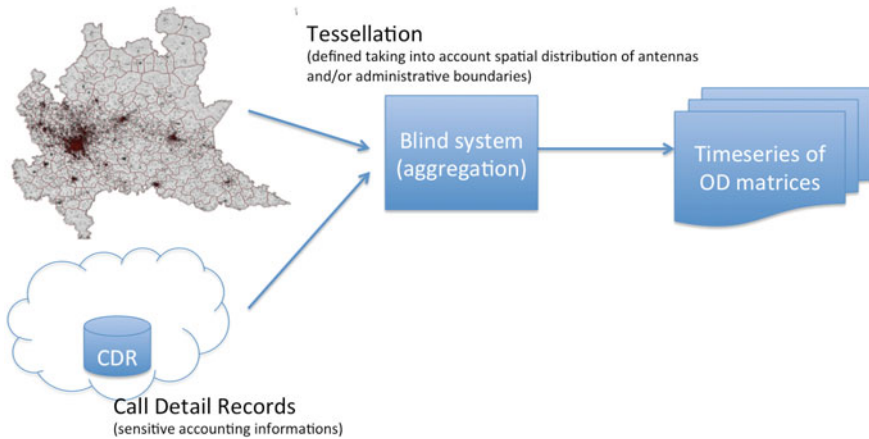 Tessellation
(defined taking into account spatial distribution of antennas
and/or administrative boundaries)
Blind system
(aggregation)
Timeseries of
OD matrices
CDR
Call Detail Records
(sensitive accounting informations)